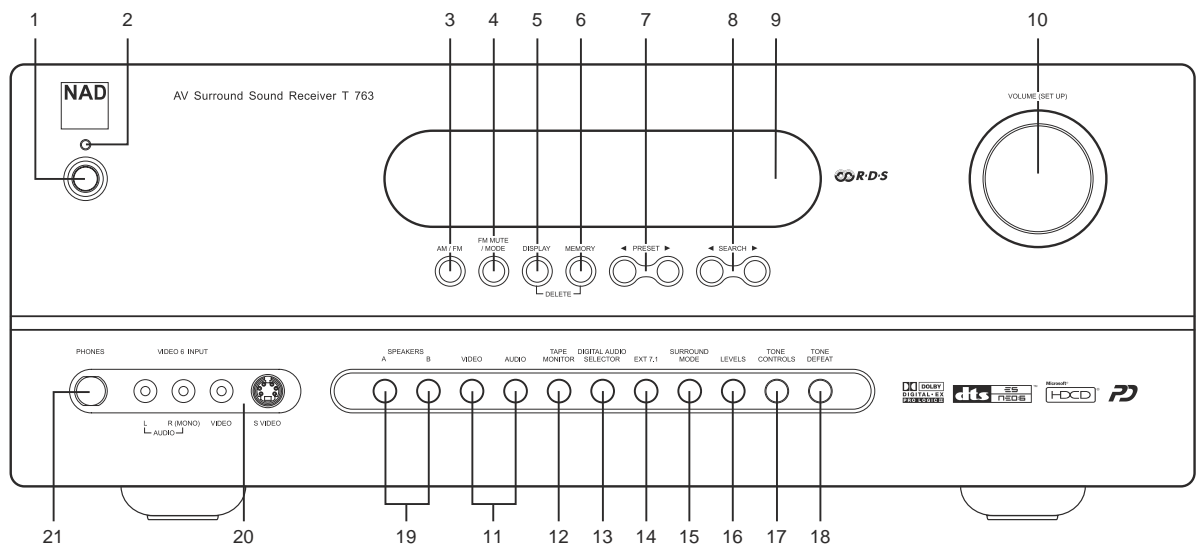 1 2 3 4 5 6 7 8 9 10
NAD
AV Surround Sound Receiver T 763
VOLUME (SET UP)
R·D·S
AM / FM
FM MUTE
/ MODE
DISPLAY
MEMORY
◄ PRESET ►
◄ SEARCH ►
DELETE
PHONES
VIDEO 6 INPUT
L
R (MONO)
AUDIO
VIDEO
S VIDEO
SPEAKERS
A B
VIDEO
AUDIO
TAPE
MONITOR
DIGITAL AUDIO
SELECTOR
EXT 7.1
SURROUND
MODE
LEVELS
TONE
CONTROLS
TONE
DEFEAT
DOLBY
DIGITAL·EX
PRO LOGIC II
dts
ES
NEO:6
Microsoft®
HDCD®
21 20 19 11 12 13 14 15 16 17 18